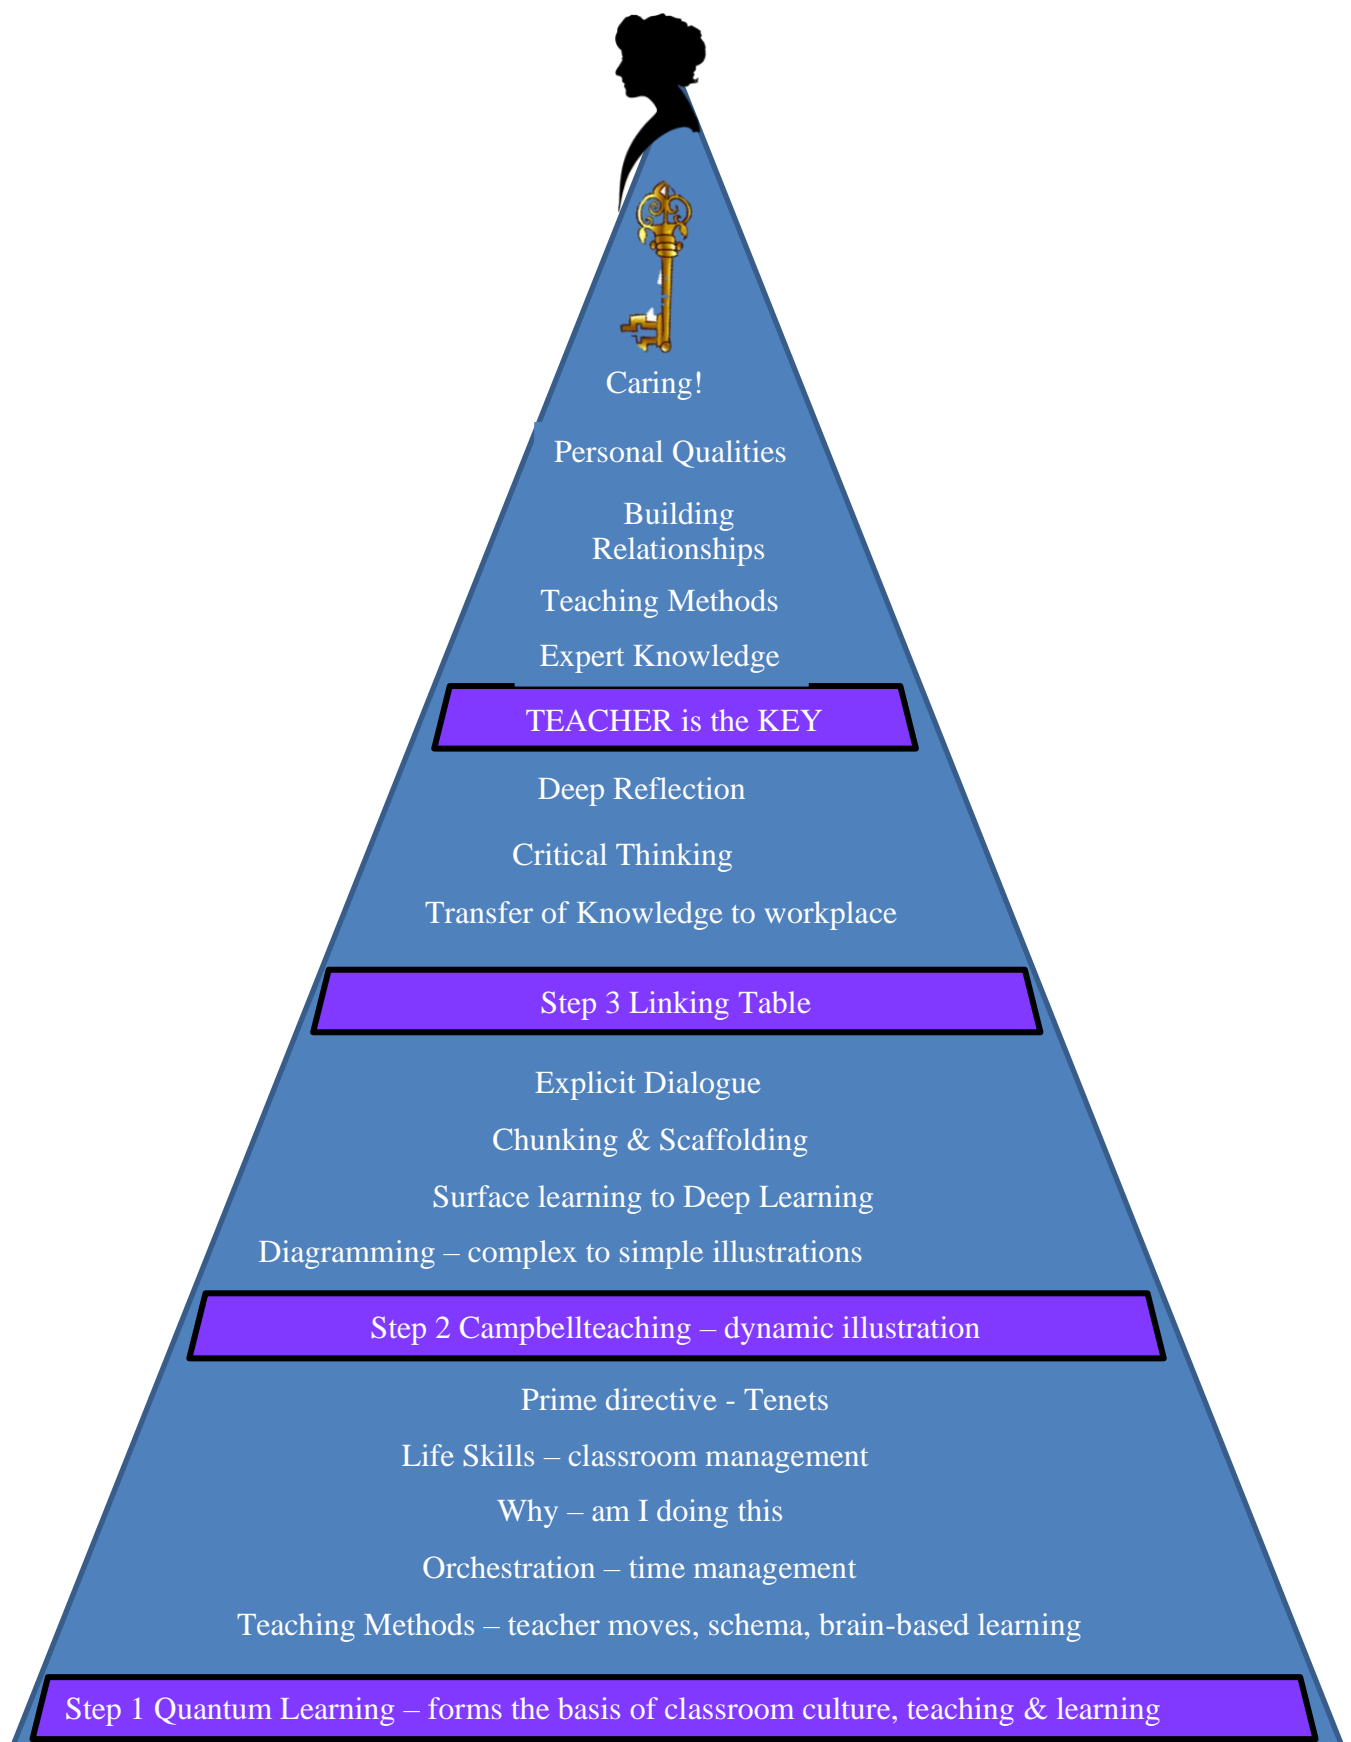 Caring!
Personal Qualities
Building
Relationships
Teaching Methods
Expert Knowledge
TEACHER is the KEY
Deep Reflection
Critical Thinking
Transfer of Knowledge to workplace
Step 3 Linking Table
Explicit Dialogue
Chunking & Scaffolding
Surface learning to Deep Learning
Diagramming – complex to simple illustrations
Step 2 Campbellteaching – dynamic illustration
Prime directive - Tenets
Life Skills – classroom management
Why – am I doing this
Orchestration – time management
Teaching Methods – teacher moves, schema, brain-based learning
Step 1 Quantum Learning – forms the basis of classroom culture, teaching & learning